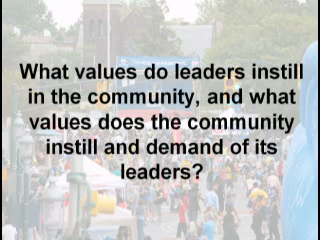 What values do leaders instill
in the community, and what
values does the community
instill and demand of its
leaders?